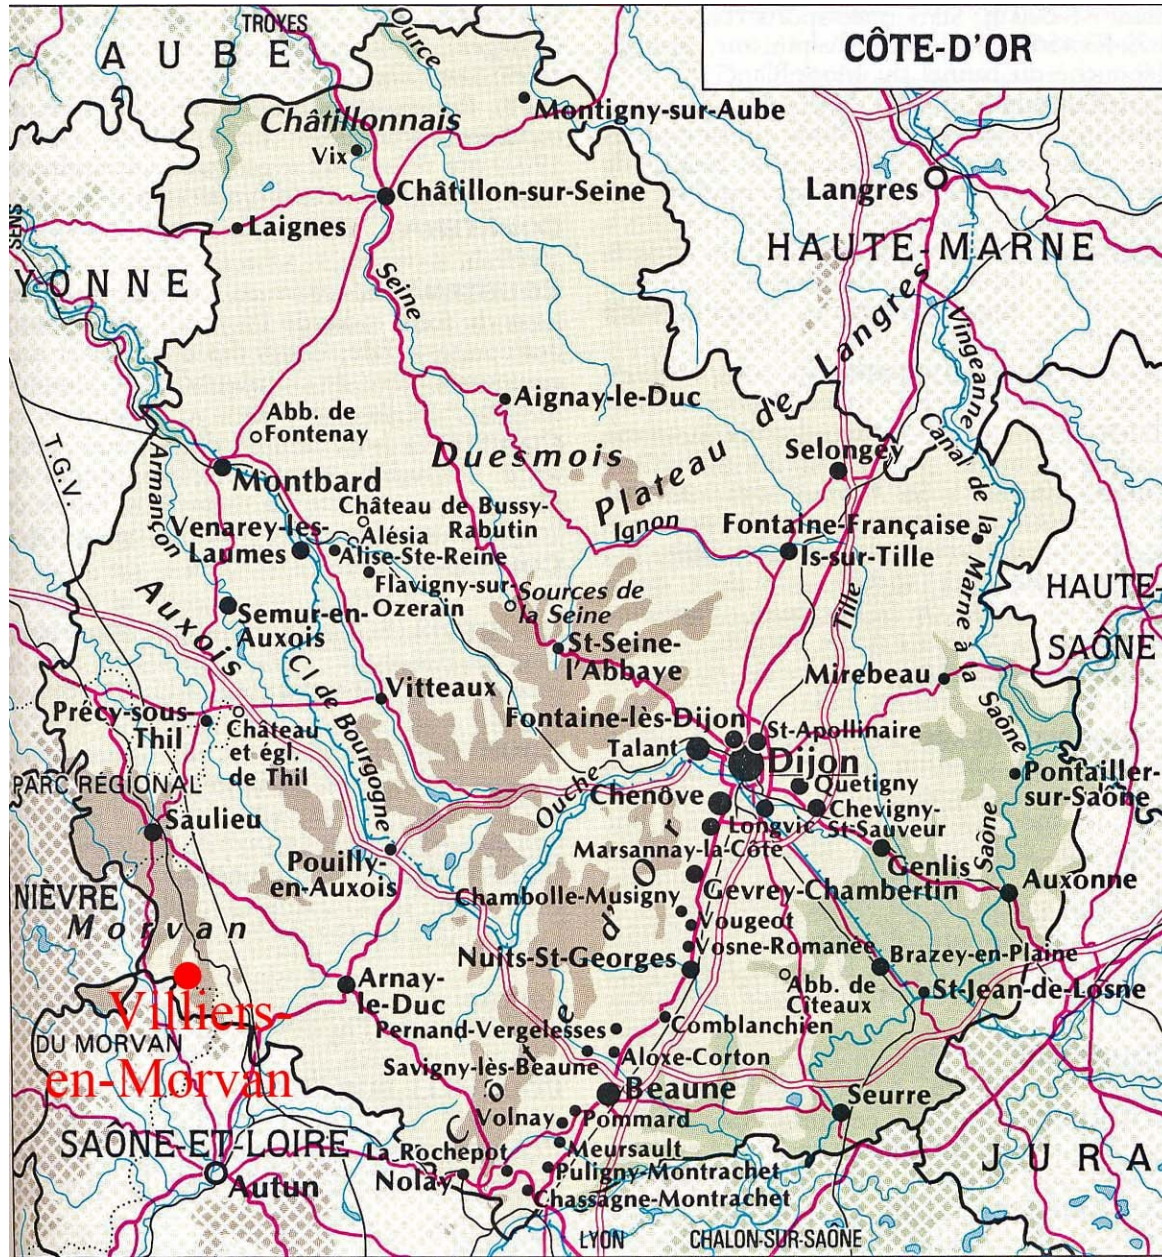 TROYES
Ource
CÔTE-D'OR
AUBE
Montigny-sur-Aube
Châtillonnais
Vix
Langres
Châtillon-sur-Seine
SENS
Laignes
HAUTE-MARNE
YONNE
Seine
Vingeanne
Plateau de Langres
Aignay-le-Duc
Abb. de
Fontenay
T.G.V.
Armançon
Duesmois
Selongey
Canal de la Marne à la Saône
Montbard
Château de Bussy-
Rabutin
Ignon
Venarey-les-
Laumes
Alésia
Alise-Ste-Reine
Fontaine-Française
Is-sur-Tille
Flavigny-sur-
Ozerain
Sources de
la Seine
Tille
HAUTE-
SAÔNE
Auxois
Semur-en-
Auxois
Cl de Bourgogne
St-Seine-
l'Abbaye
Mirebeau
Vitteaux
Précy-sous-
Thil
Château
et égl.
de Thil
Fontaine-lès-Dijon
St-Apollinaire
Talant
Dijon
PARC RÉGIONAL
Ouche
Quetigny
Pontailler-
sur-Saône
Chenôve
Chevigny-
St-Sauveur
Saulieu
Longvic
Saône
Marsannay-la-Côte
Pouilly-
en-Auxois
Genlis
Auxonne
NIÈVRE
Chambolle-Musigny
Gevrey-Chambertin
Morvan
Côte d'Or
Vougeot
Vosne-Romanée
Nuits-St-Georges
Brazey-en-Plaine
Arnay-
le-Duc
Abb. de
Cîteaux
St-Jean-de-Losne
Villiers-
en-Morvan
DU MORVAN
Pernand-Vergelesses
Comblanchien
Savigny-lès-Beaune
Aloxe-Corton
Beaune
Seurre
Volnay
Pommard
SAÔNE-ET-LOIRE
La Rochepot
Meursault
JURA
Autun
Nolay
Puligny-Montrachet
Chassagne-Montrachet
LYON
CHALON-SUR-SAÔNE